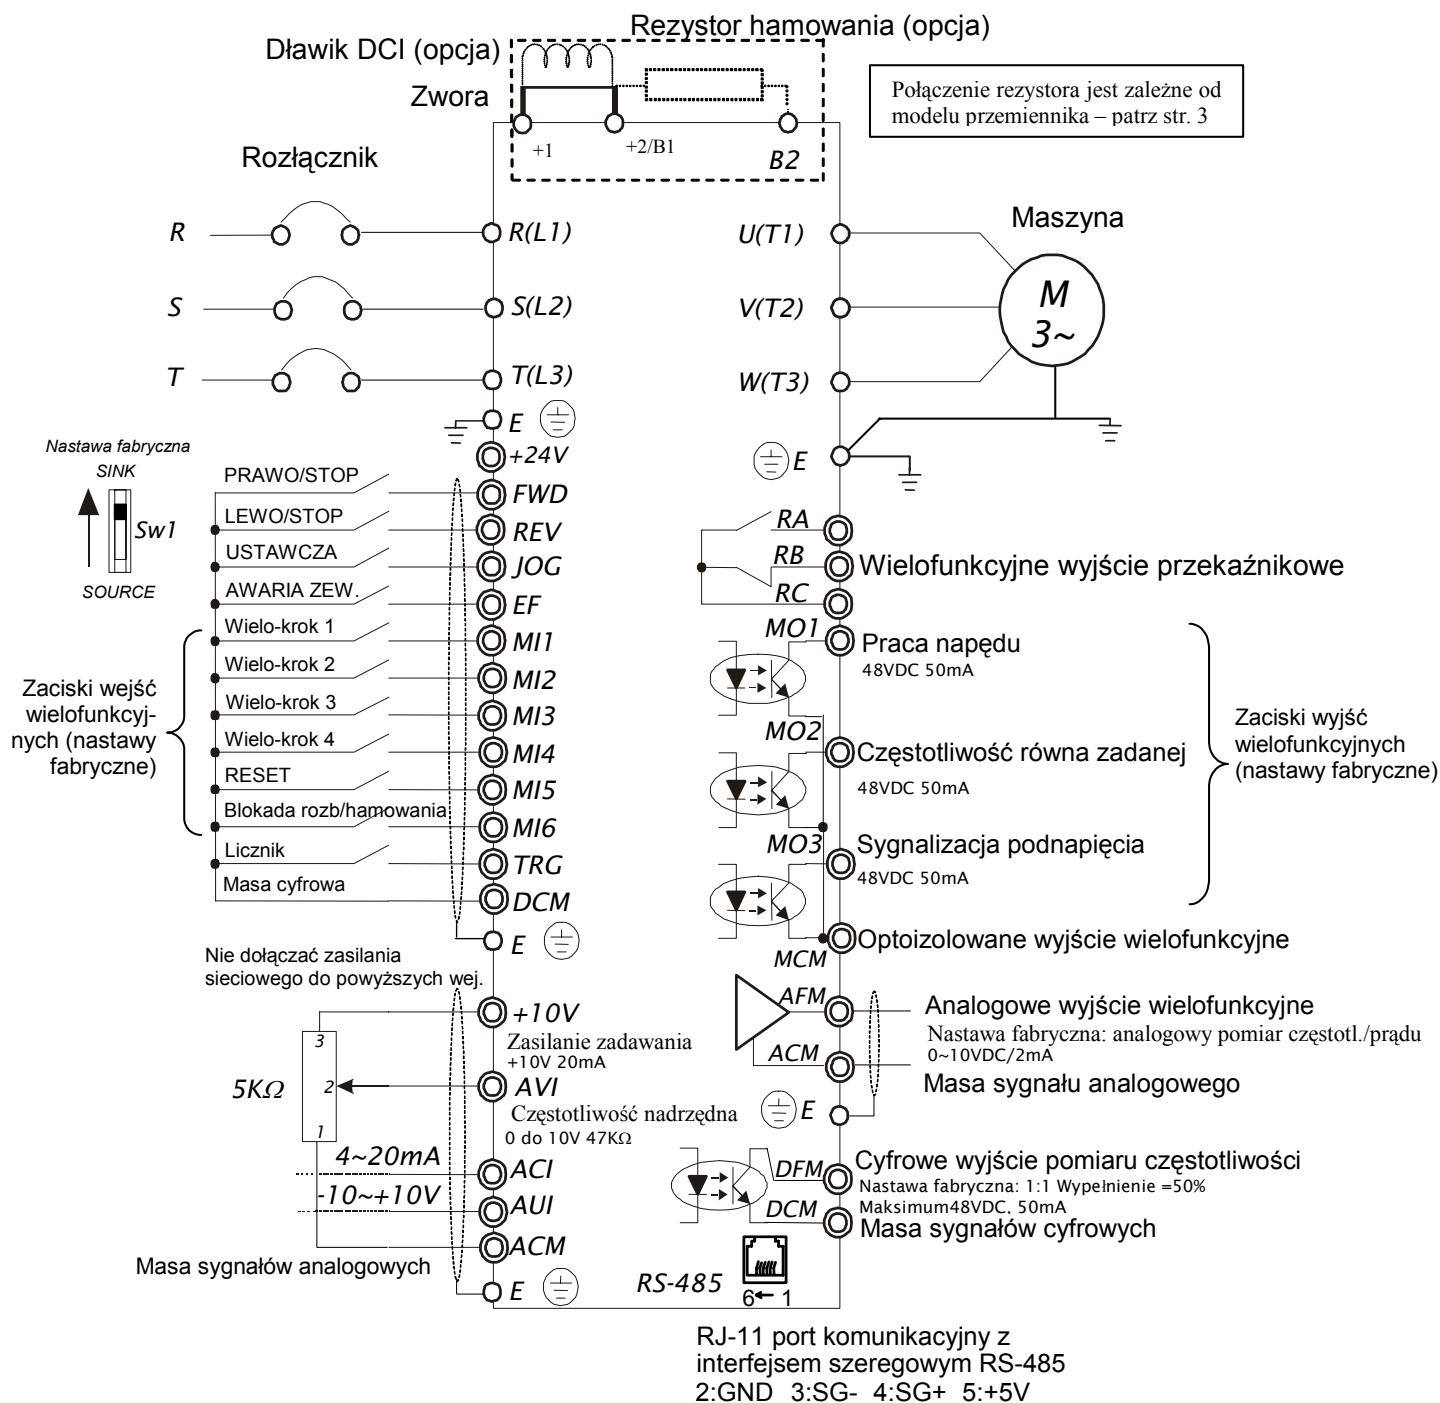 Rezystor hamowania (opcja)
Dławik DCI (opcja)
Zwora
+1
+2/B1
B2
Połączenie rezystora jest zależne od
modelu przemiennika – patrz str. 3
Rozłącznik
R
R(L1)
S
S(L2)
T
T(L3)
E
U(T1)
V(T2)
W(T3)
Maszyna
M
3~
E
Nastawa fabryczna
SINK
Sw1
SOURCE
+24V
PRAWO/STOP
FWD
LEWO/STOP
REV
USTAWCZA
JOG
AWARIA ZEW.
EF
Wielo-krok 1
MI1
Wielo-krok 2
MI2
Wielo-krok 3
MI3
Wielo-krok 4
MI4
RESET
MI5
Blokada rozb/hamowania
MI6
Licznik
TRG
Masa cyfrowa
DCM
E
Zaciski wejść
wielofunkcyj-
nych (nastawy
fabryczne)
RA
RB
RC
Wielofunkcyjne wyjście przekaźnikowe
MO1
Praca napędu
48VDC 50mA
MO2
Częstotliwość równa zadanej
48VDC 50mA
MO3
Sygnalizacja podnapięcia
48VDC 50mA
Optoizolowane wyjście wielofunkcyjne
MCM
Zaciski wyjść
wielofunkcyjnych
(nastawy fabryczne)
Nie dołączać zasilania
sieciowego do powyższych wej.
+10V
Zasilanie zadawania
+10V 20mA
3
5KΩ
2
1
AVI
Częstotliwość nadrzędna
0 do 10V 47KΩ
4~20mA
ACI
-10~+10V
AUI
ACM
Masa sygnałów analogowych
E
AFM
Analogowe wyjście wielofunkcyjne
Nastawa fabryczna: analogowy pomiar częstotl./prądu
0~10VDC/2mA
ACM
Masa sygnału analogowego
E
DFM
Cyfrowe wyjście pomiaru częstotliwości
Nastawa fabryczna: 1:1 Wypełnienie =50%
Maksimum48VDC, 50mA
DCM
Masa sygnałów cyfrowych
RS-485
6 ← 1
RJ-11 port komunikacyjny z
interfejsem szeregowym RS-485
2:GND 3:SG- 4:SG+ 5:+5V